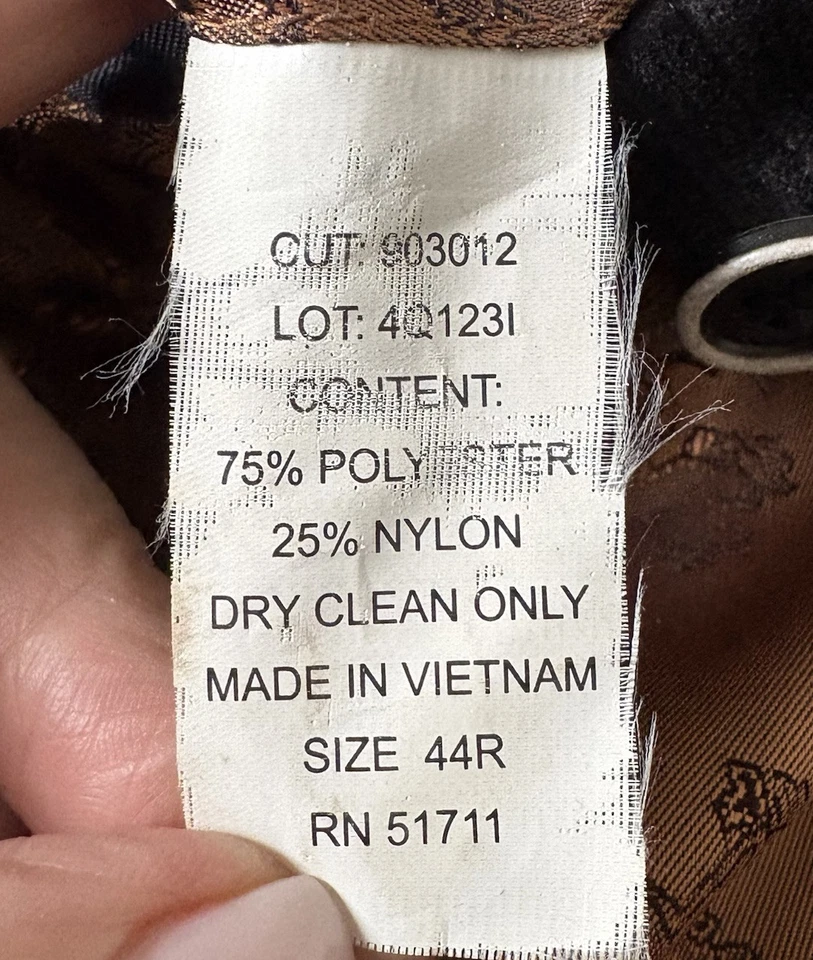 CUT: 903012
LOT: 4Q123I
CONTENT:
75% POLYESTER
25% NYLON
DRY CLEAN ONLY
MADE IN VIETNAM
SIZE 44R
RN 51711